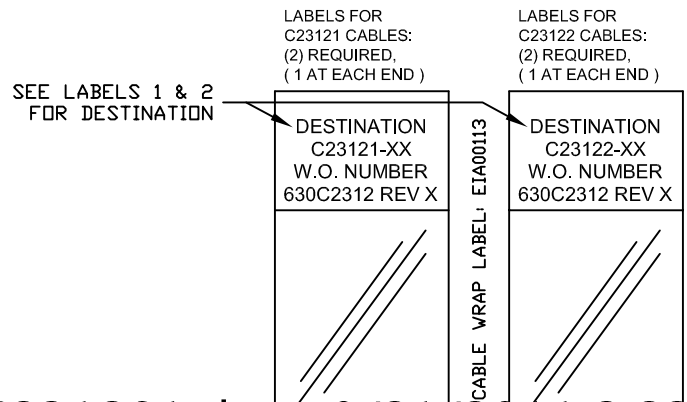 LABELS FOR
C23121 CABLES:
(2) REQUIRED,
( 1 AT EACH END )
LABELS FOR
C23122 CABLES:
(2) REQUIRED,
( 1 AT EACH END )
SEE LABELS 1 & 2
FOR DESTINATION
DESTINATION
C23121-XX
W.O. NUMBER
630C2312 REV X
CABLE WRAP LABEL: EIA00113
DESTINATION
C23122-XX
W.O. NUMBER
630C2312 REV X